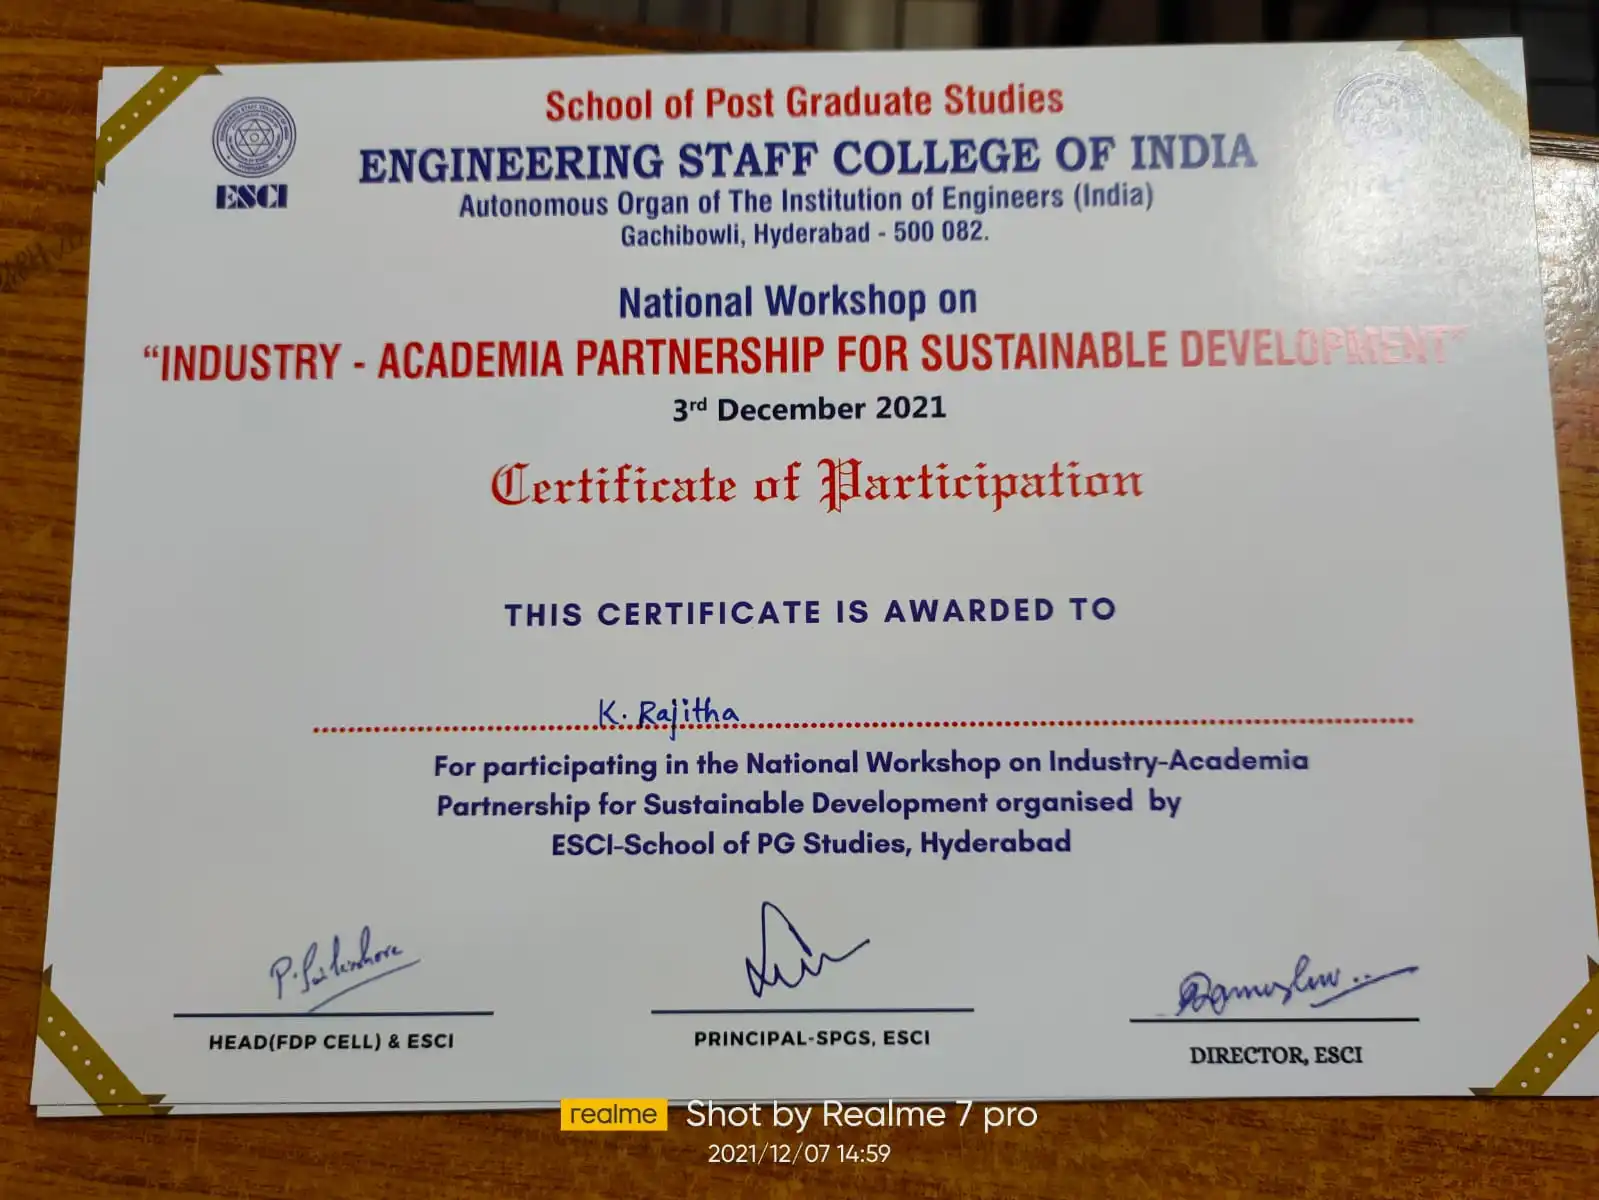 School of Post Graduate Studies
ESCI
ENGINEERING STAFF COLLEGE OF INDIA
Autonomous Organ of The Institution of Engineers (India)
Gachibowli, Hyderabad - 500 082.
National Workshop on
“INDUSTRY - ACADEMIA PARTNERSHIP FOR SUSTAINABLE DEVELOPMENT”
3rd December 2021
Certificate of Participation
THIS CERTIFICATE IS AWARDED TO
K. Rajitha
For participating in the National Workshop on Industry-Academia
Partnership for Sustainable Development organised by
ESCI-School of PG Studies, Hyderabad
HEAD(FDP CELL) & ESCI
PRINCIPAL-SPGS, ESCI
DIRECTOR, ESCI
realme Shot by Realme 7 pro
2021/12/07 14:59